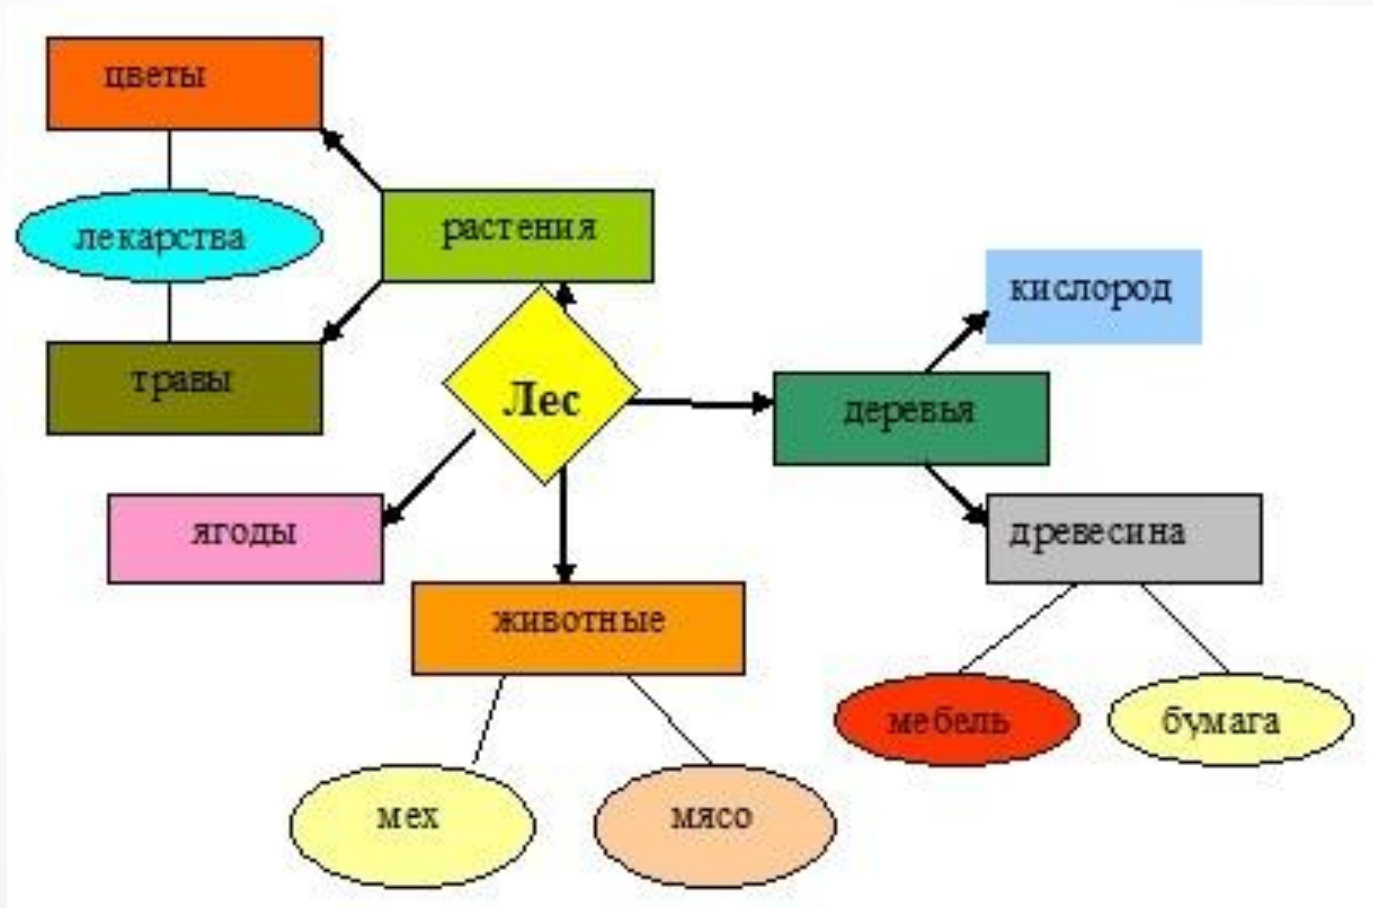 цветы
растения
лекарства
кислород
травы
Лес
деревья
ягоды
древесина
животные
мебель
бумага
мех
мясо